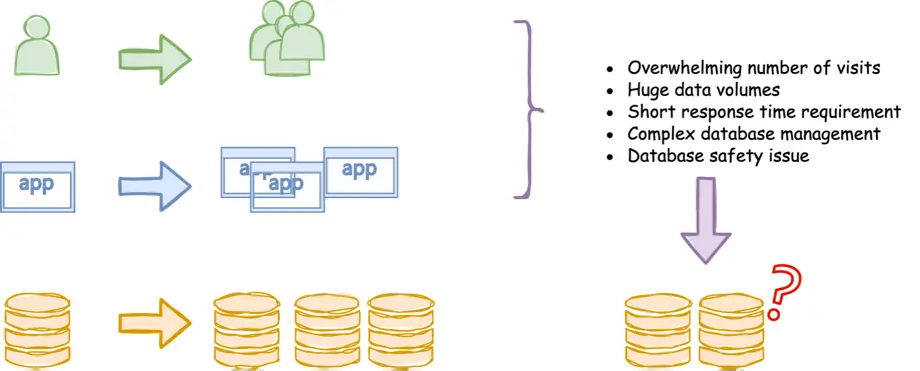 • Overwhelming number of visits
• Huge data volumes
• Short response time requirement
• Complex database management
• Database safety issue
app
app
app
app
?